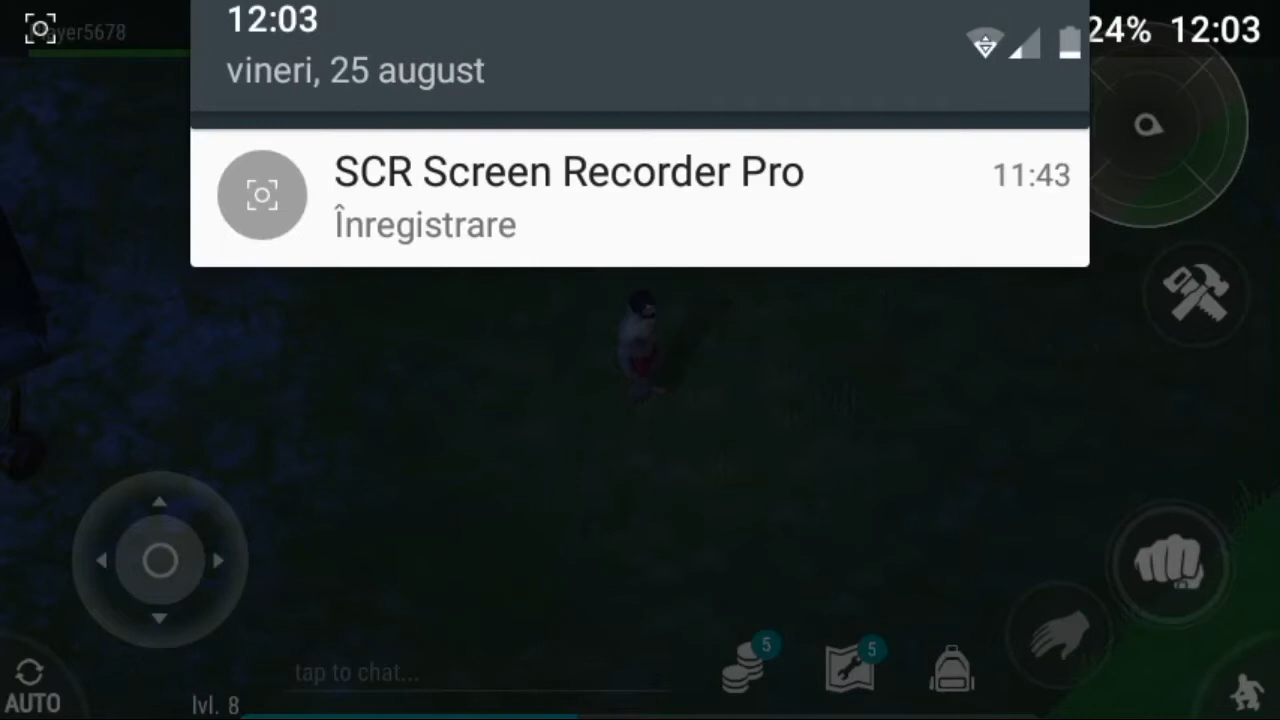 12:03
24% 12:03
Player5678
vineri, 25 august
SCR Screen Recorder Pro
11:43
Înregistrare
5
5
tap to chat...
AUTO
lvl. 8